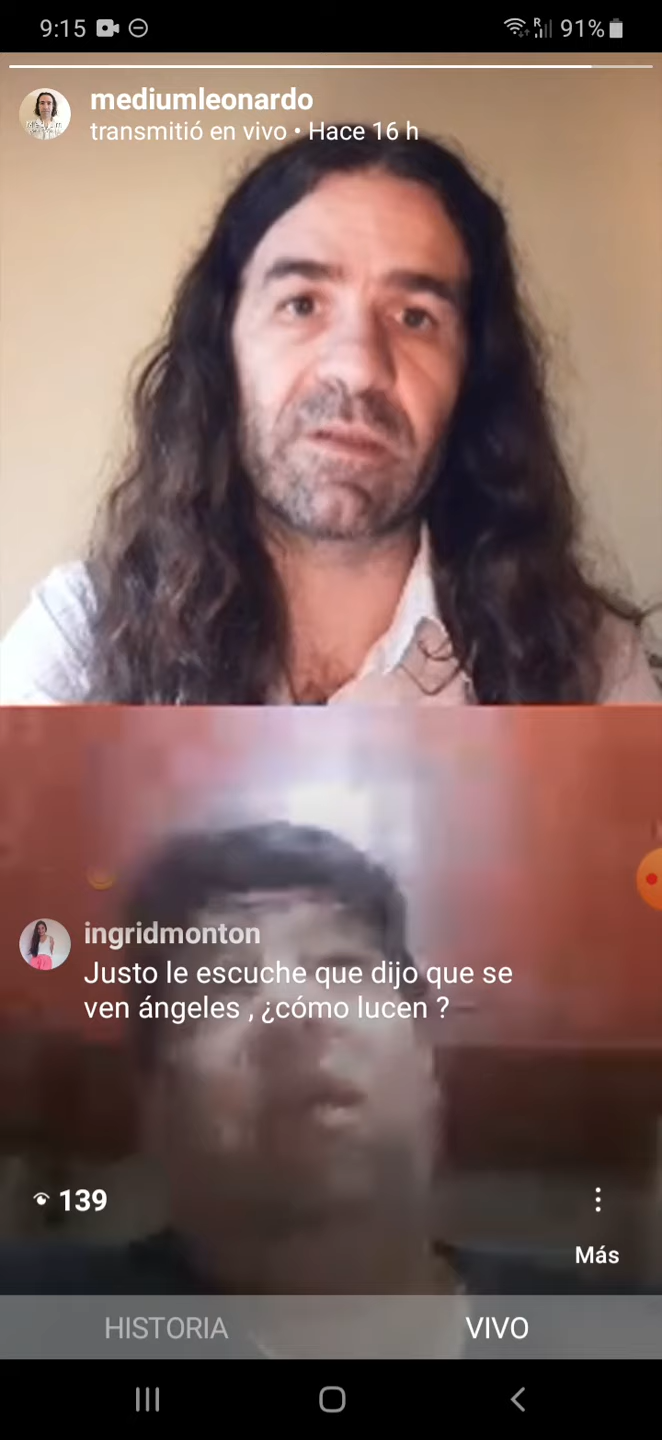 9:15
R
91%
mediumleonardo
transmitió en vivo • Hace 16 h
ingridmonton
Justo le escuche que dijo que se
ven ángeles , ¿cómo lucen ?
139
Más
HISTORIA
VIVO